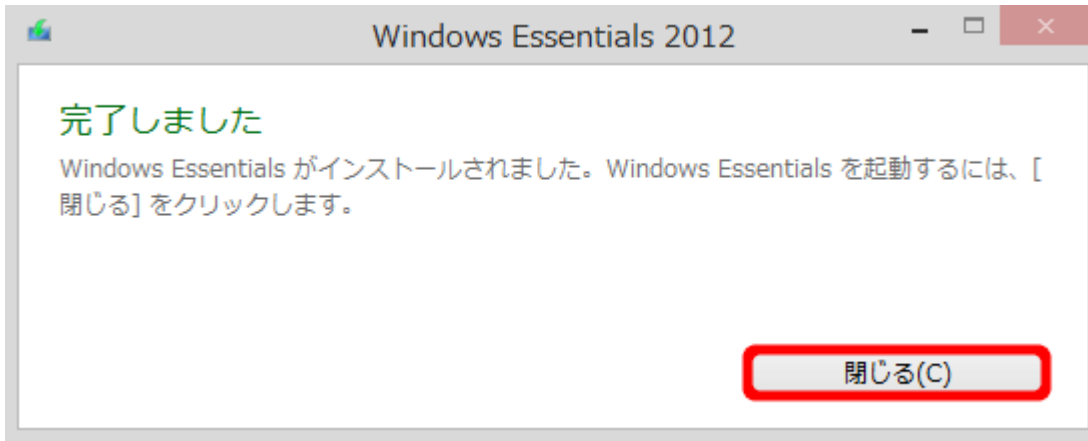 Windows Essentials 2012
完了しました
Windows Essentials がインストールされました。Windows Essentials を起動するには、[
閉じる] をクリックします。
閉じる(C)